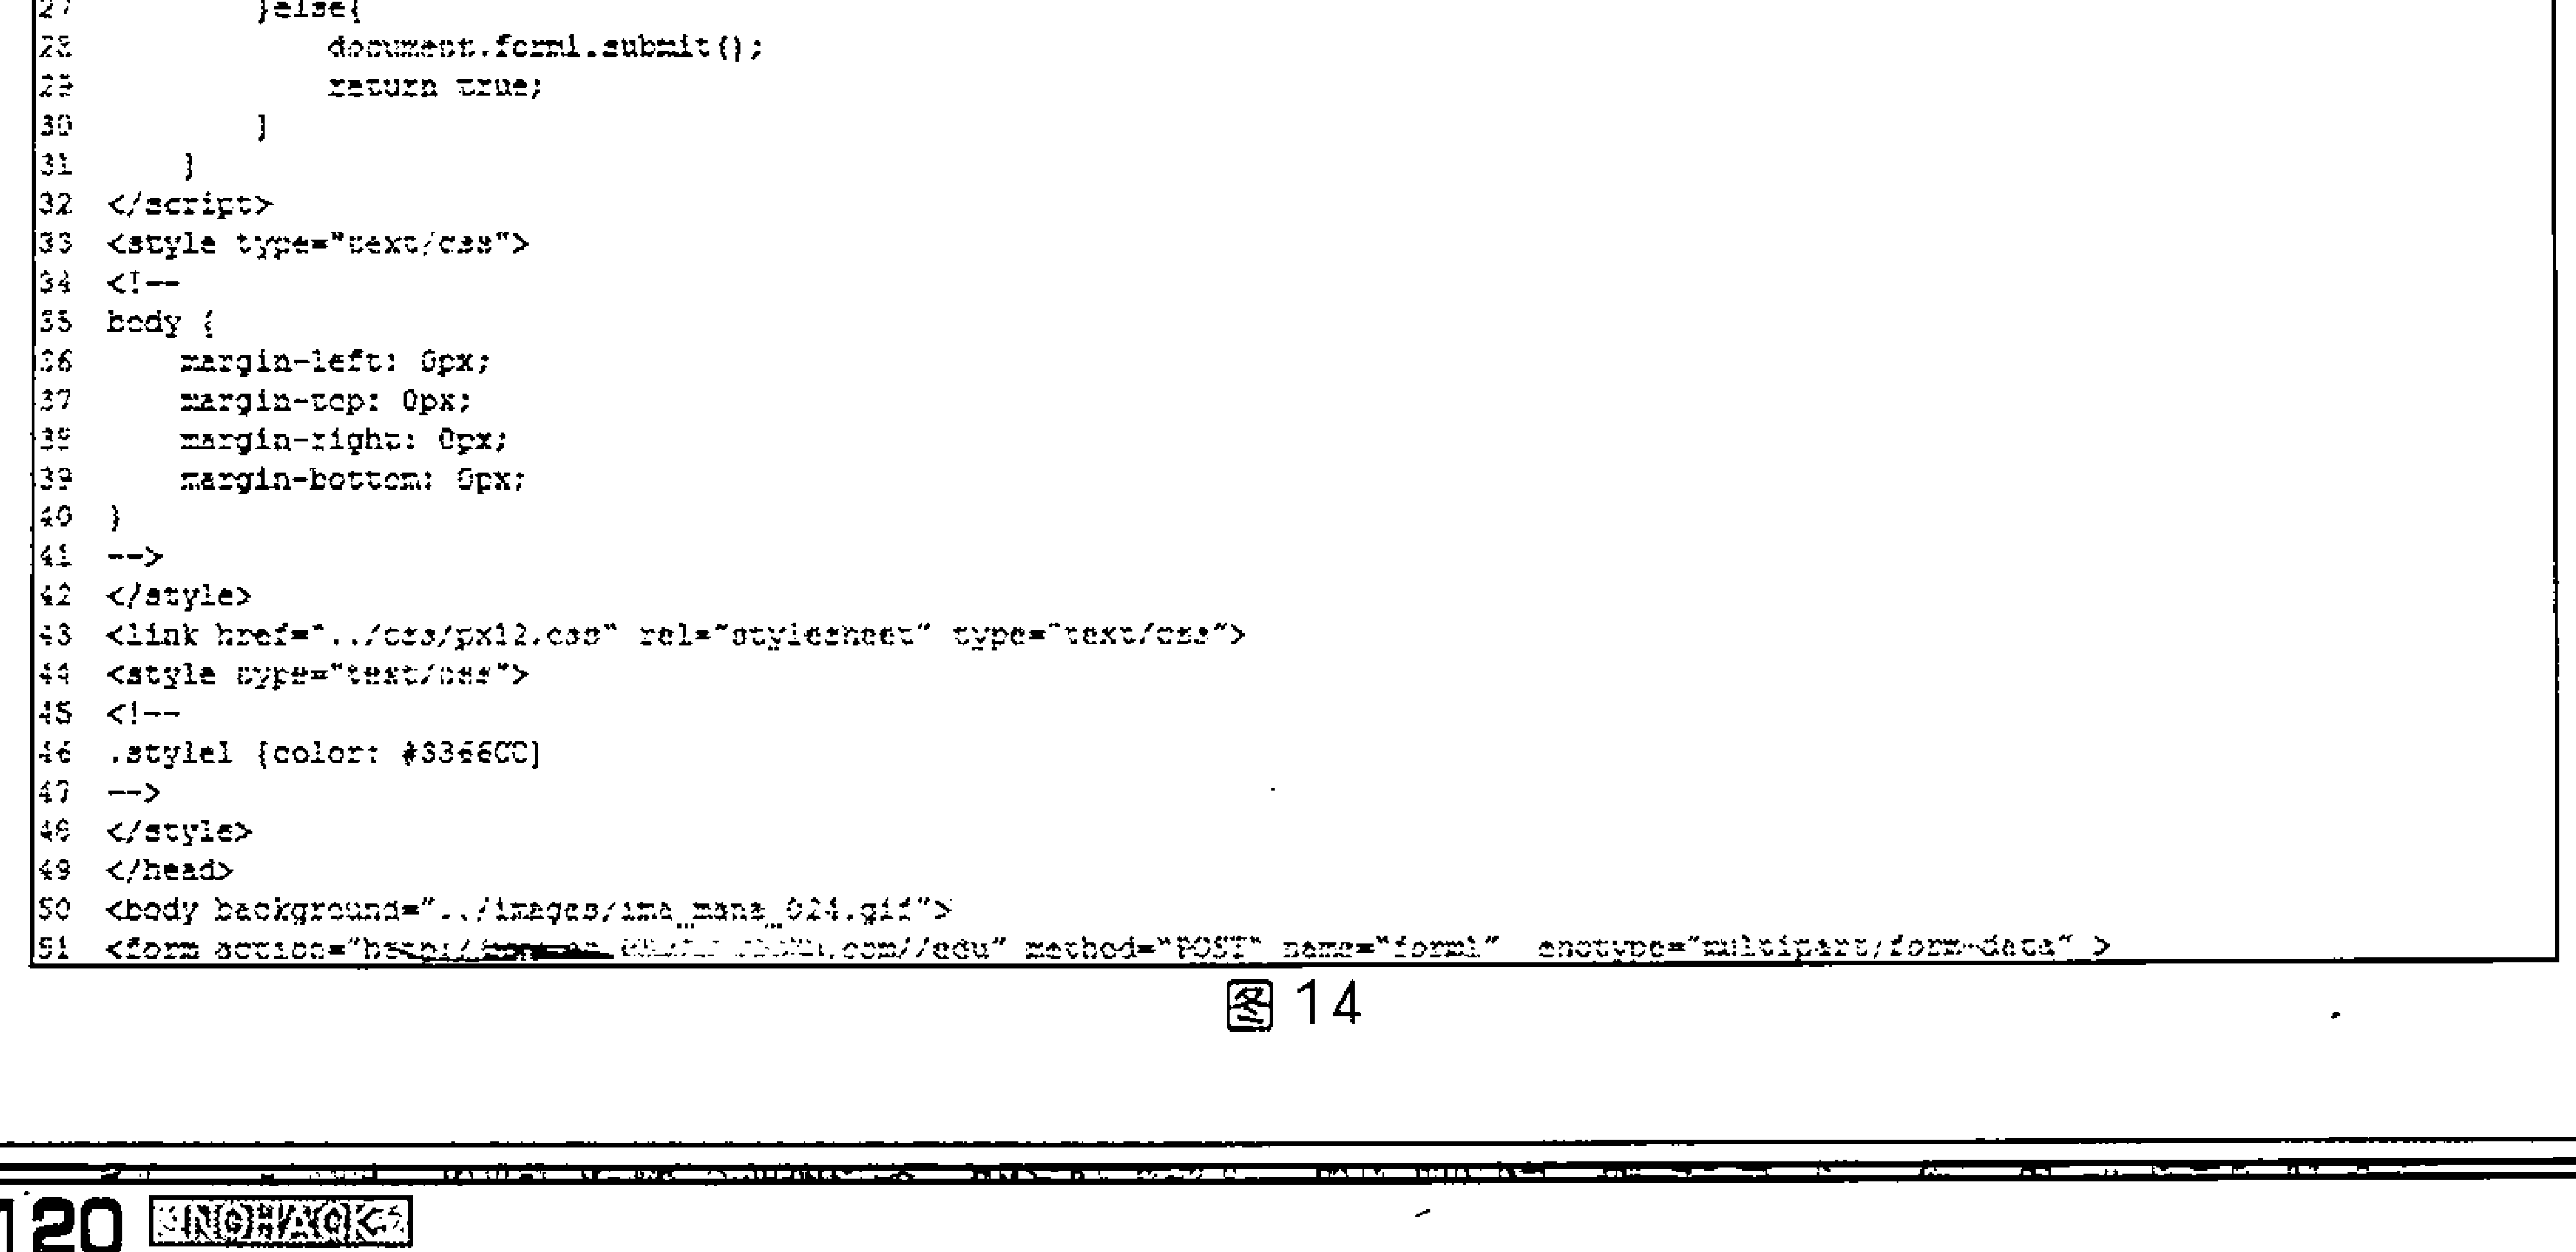 27 }else{
28 document.form1.submit();
29 return true;
30 }
31 }
32 </script>
33 <style type="text/css">
34 <!--
35 body {
36 margin-left: 0px;
37 margin-top: 0px;
38 margin-right: 0px;
39 margin-bottom: 0px;
40 }
41 -->
42 </style>
43 <link href="../css/px12.css" rel="stylesheet" type="text/css">
44 <style type="text/css">
45 <!--
46 .style1 {color: #3366CC}
47 -->
48 </style>
49 </head>
50 <body background="../images/ima_mana_024.gif">
51 <form action="http:// .com//edu" method="POST" name="form1" enctype="multipart/form-data" >
图 14
120